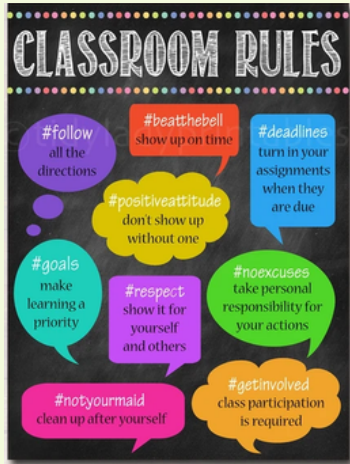 CLASSROOM RULES
#follow
all the
directions
#beatthebell
show up on time
#deadlines
turn in your
assignments
when they
are due
#positiveattitude
don't show up
without one
#goals
make
learning a
priority
#respect
show it for
yourself
and others
#noexcuses
take personal
responsibility for
your actions
#notyourmaid
clean up after yourself
#getinvolved
class participation
is required